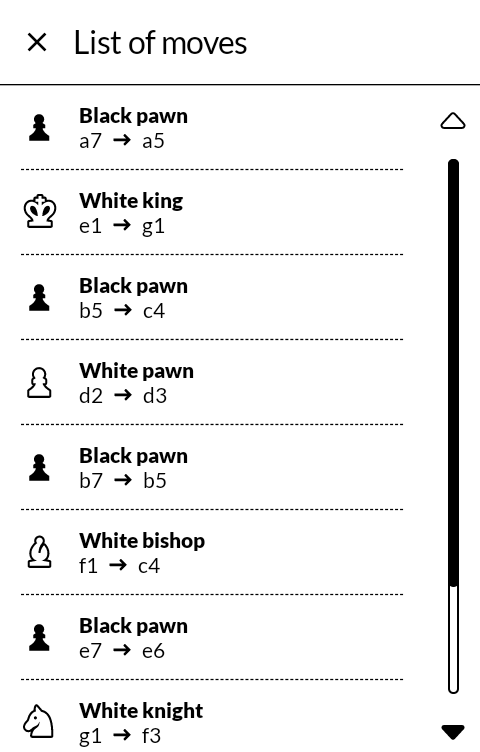 List of moves
Black pawn
a7 → a5
White king
e1 → g1
Black pawn
b5 → c4
White pawn
d2 → d3
Black pawn
b7 → b5
White bishop
f1 → c4
Black pawn
e7 → e6
White knight
g1 → f3